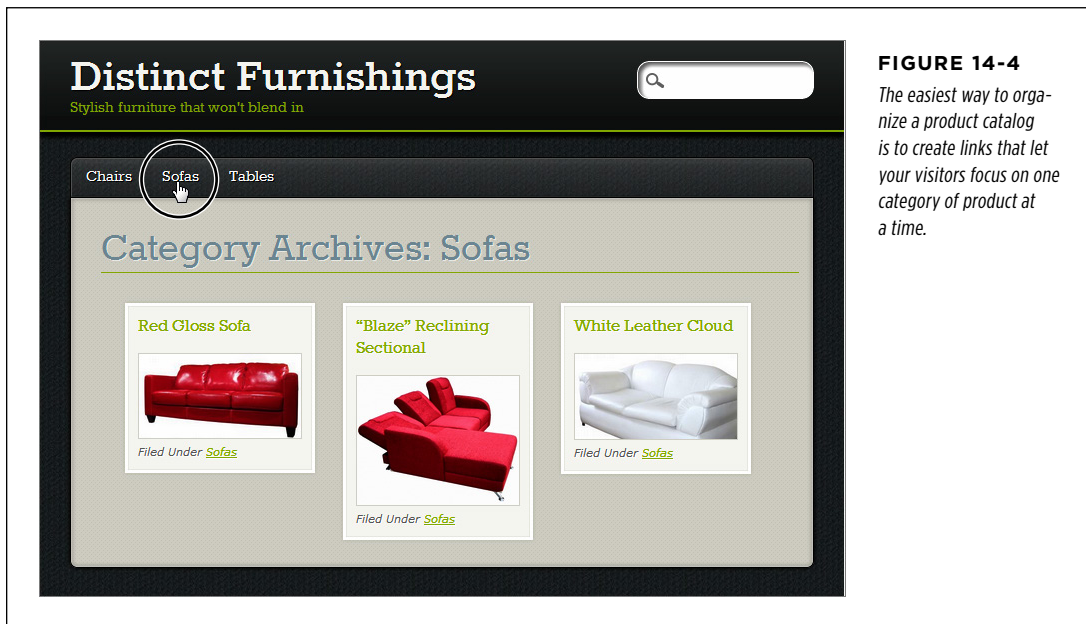 Distinct Furnishings
Stylish furniture that won't blend in
Chairs
Sofas
Tables
Category Archives: Sofas
Red Gloss Sofa
Filed Under Sofas
“Blaze” Reclining
Sectional
Filed Under Sofas
White Leather Cloud
Filed Under Sofas
FIGURE 14-4
The easiest way to orga-
nize a product catalog
is to create links that let
your visitors focus on one
category of product at
a time.